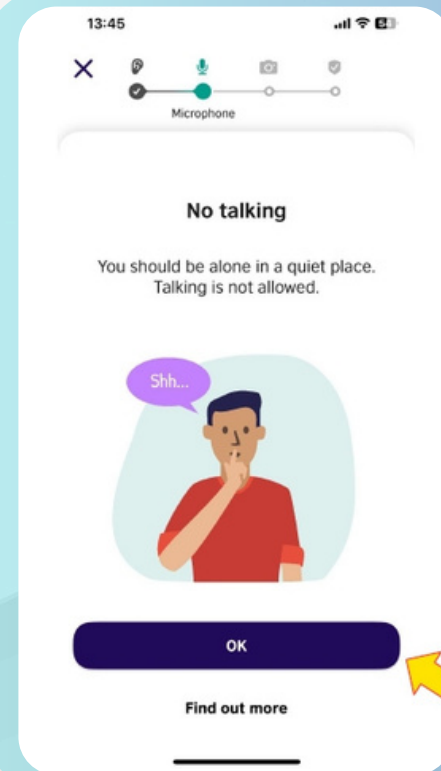 13:45
Microphone
No talking
You should be alone in a quiet place.
Talking is not allowed.
Shh...
OK
Find out more